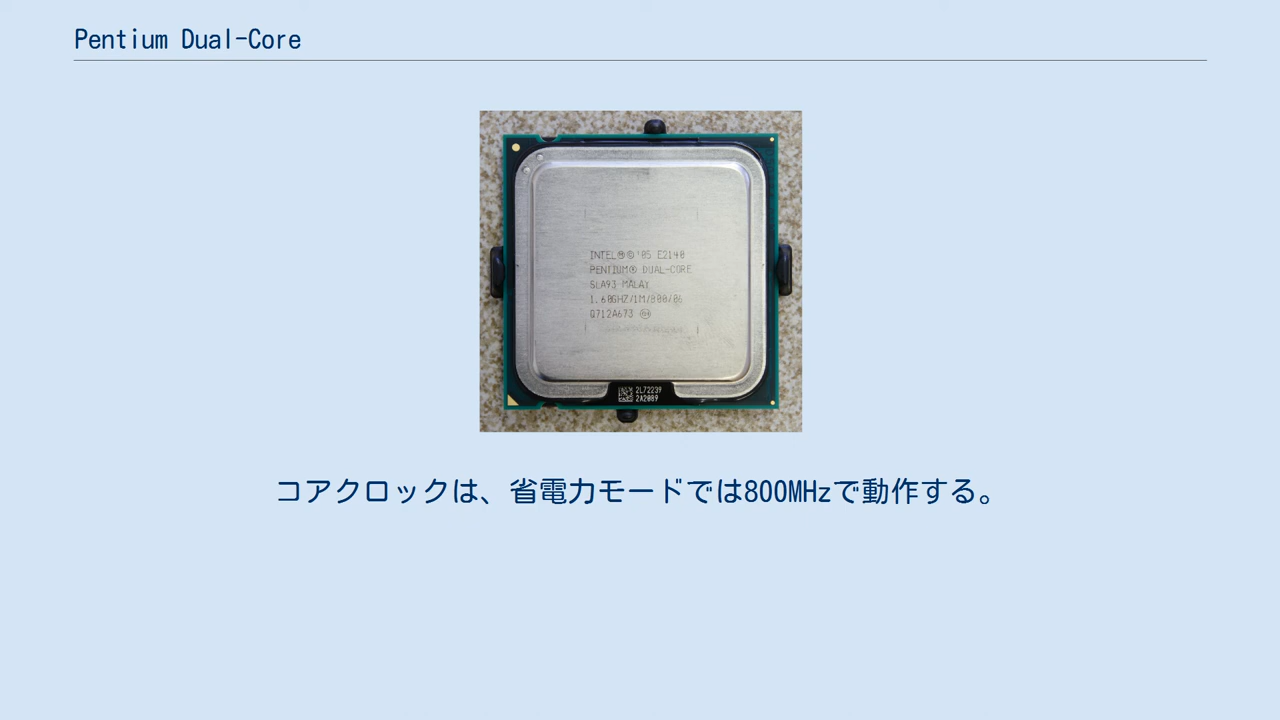 Pentium Dual-Core
INTEL®©'05 E2140
PENTIUM® DUAL-CORE
SLA93 MALAY
1.60GHZ/1M/800/06
Q712A673
2L72239
2A2089
コアクロックは、省電力モードでは800MHzで動作する。